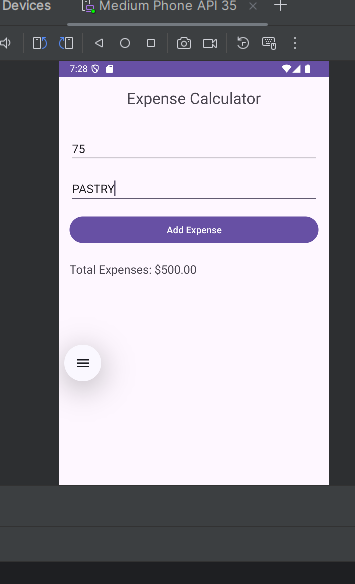 Devices
Medium Phone API 35
7:28
Expense Calculator
75
PASTRY
Add Expense
Total Expenses: $500.00